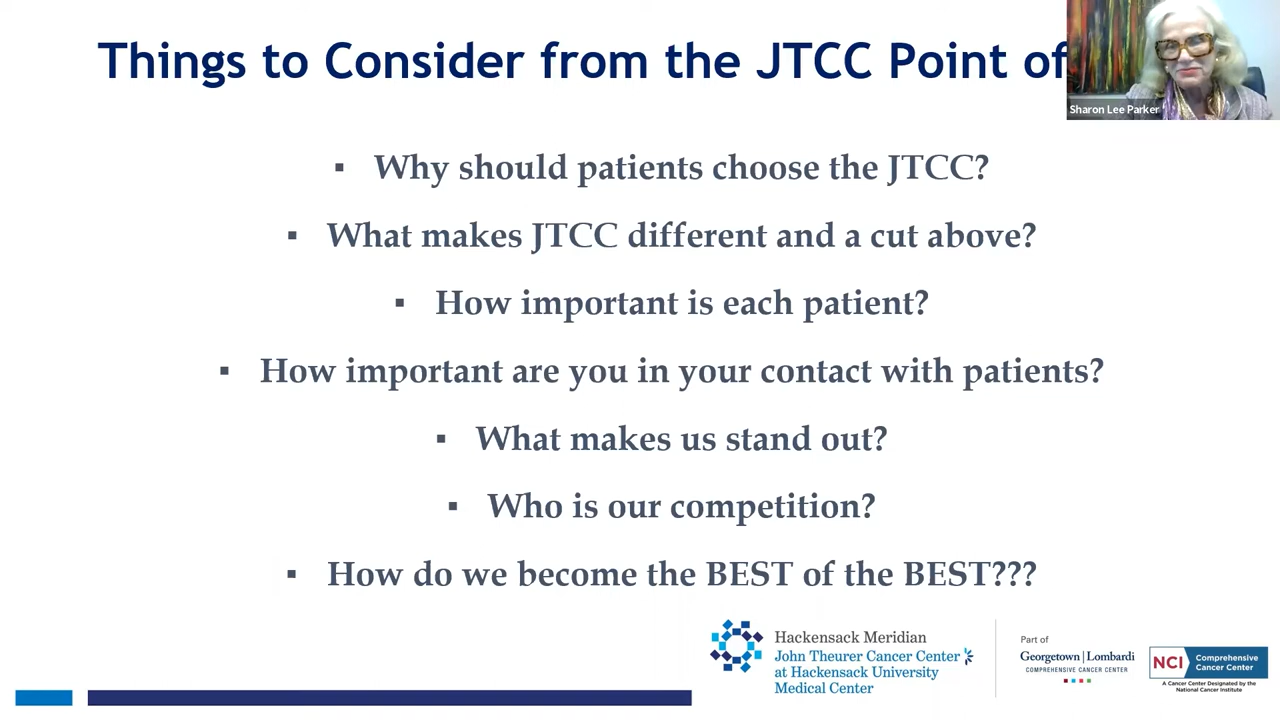 Things to Consider from the JTCC Point of
Sharon Lee Parker
▪ Why should patients choose the JTCC?
▪ What makes JTCC different and a cut above?
▪ How important is each patient?
▪ How important are you in your contact with patients?
▪ What makes us stand out?
▪ Who is our competition?
▪ How do we become the BEST of the BEST???
Hackensack Meridian
John Theurer Cancer Center
at Hackensack University
Medical Center
Part of
Georgetown | Lombardi
COMPREHENSIVE CANCER CENTER
NCI Comprehensive
Cancer Center
A Cancer Center Designated by the
National Cancer Institute